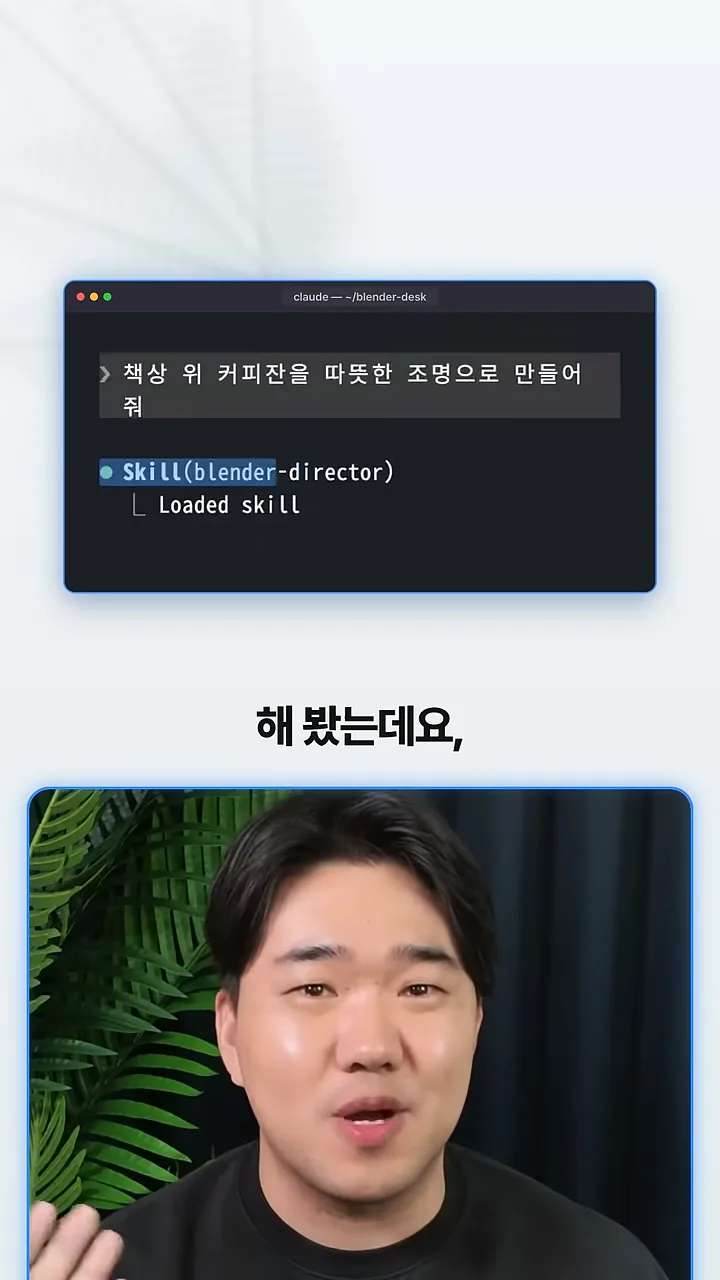 claude — ~/blender-desk
❯ 책상 위 커피잔을 따뜻한 조명으로 만들어
줘
● Skill(blender-director)
⎿ Loaded skill
해 봤는데요,